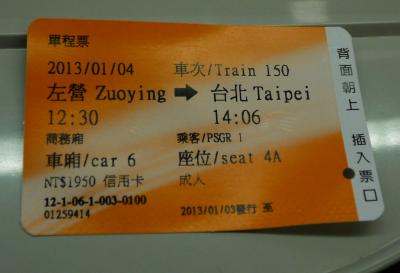 單程票
2013/01/04 車次/Train 150
左營 Zuoying ➡ 台北 Taipei
12:30 14:06
商務廂 乘客/PSGR 1
車廂/car 6 座位/seat 4A
NT$1950 信用卡 成人
12-1-06-1-003-0100
01259414 2013/01/03發行 至
背面朝上 插入票口